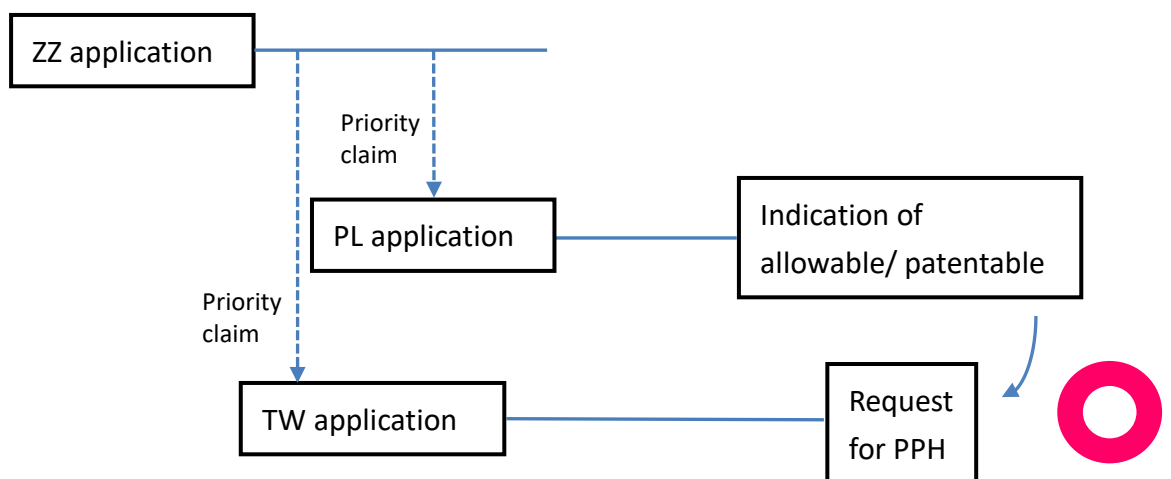 ZZ application
Priority
claim
PL application
Indication of
allowable/ patentable
Priority
claim
TW application
Request
for PPH